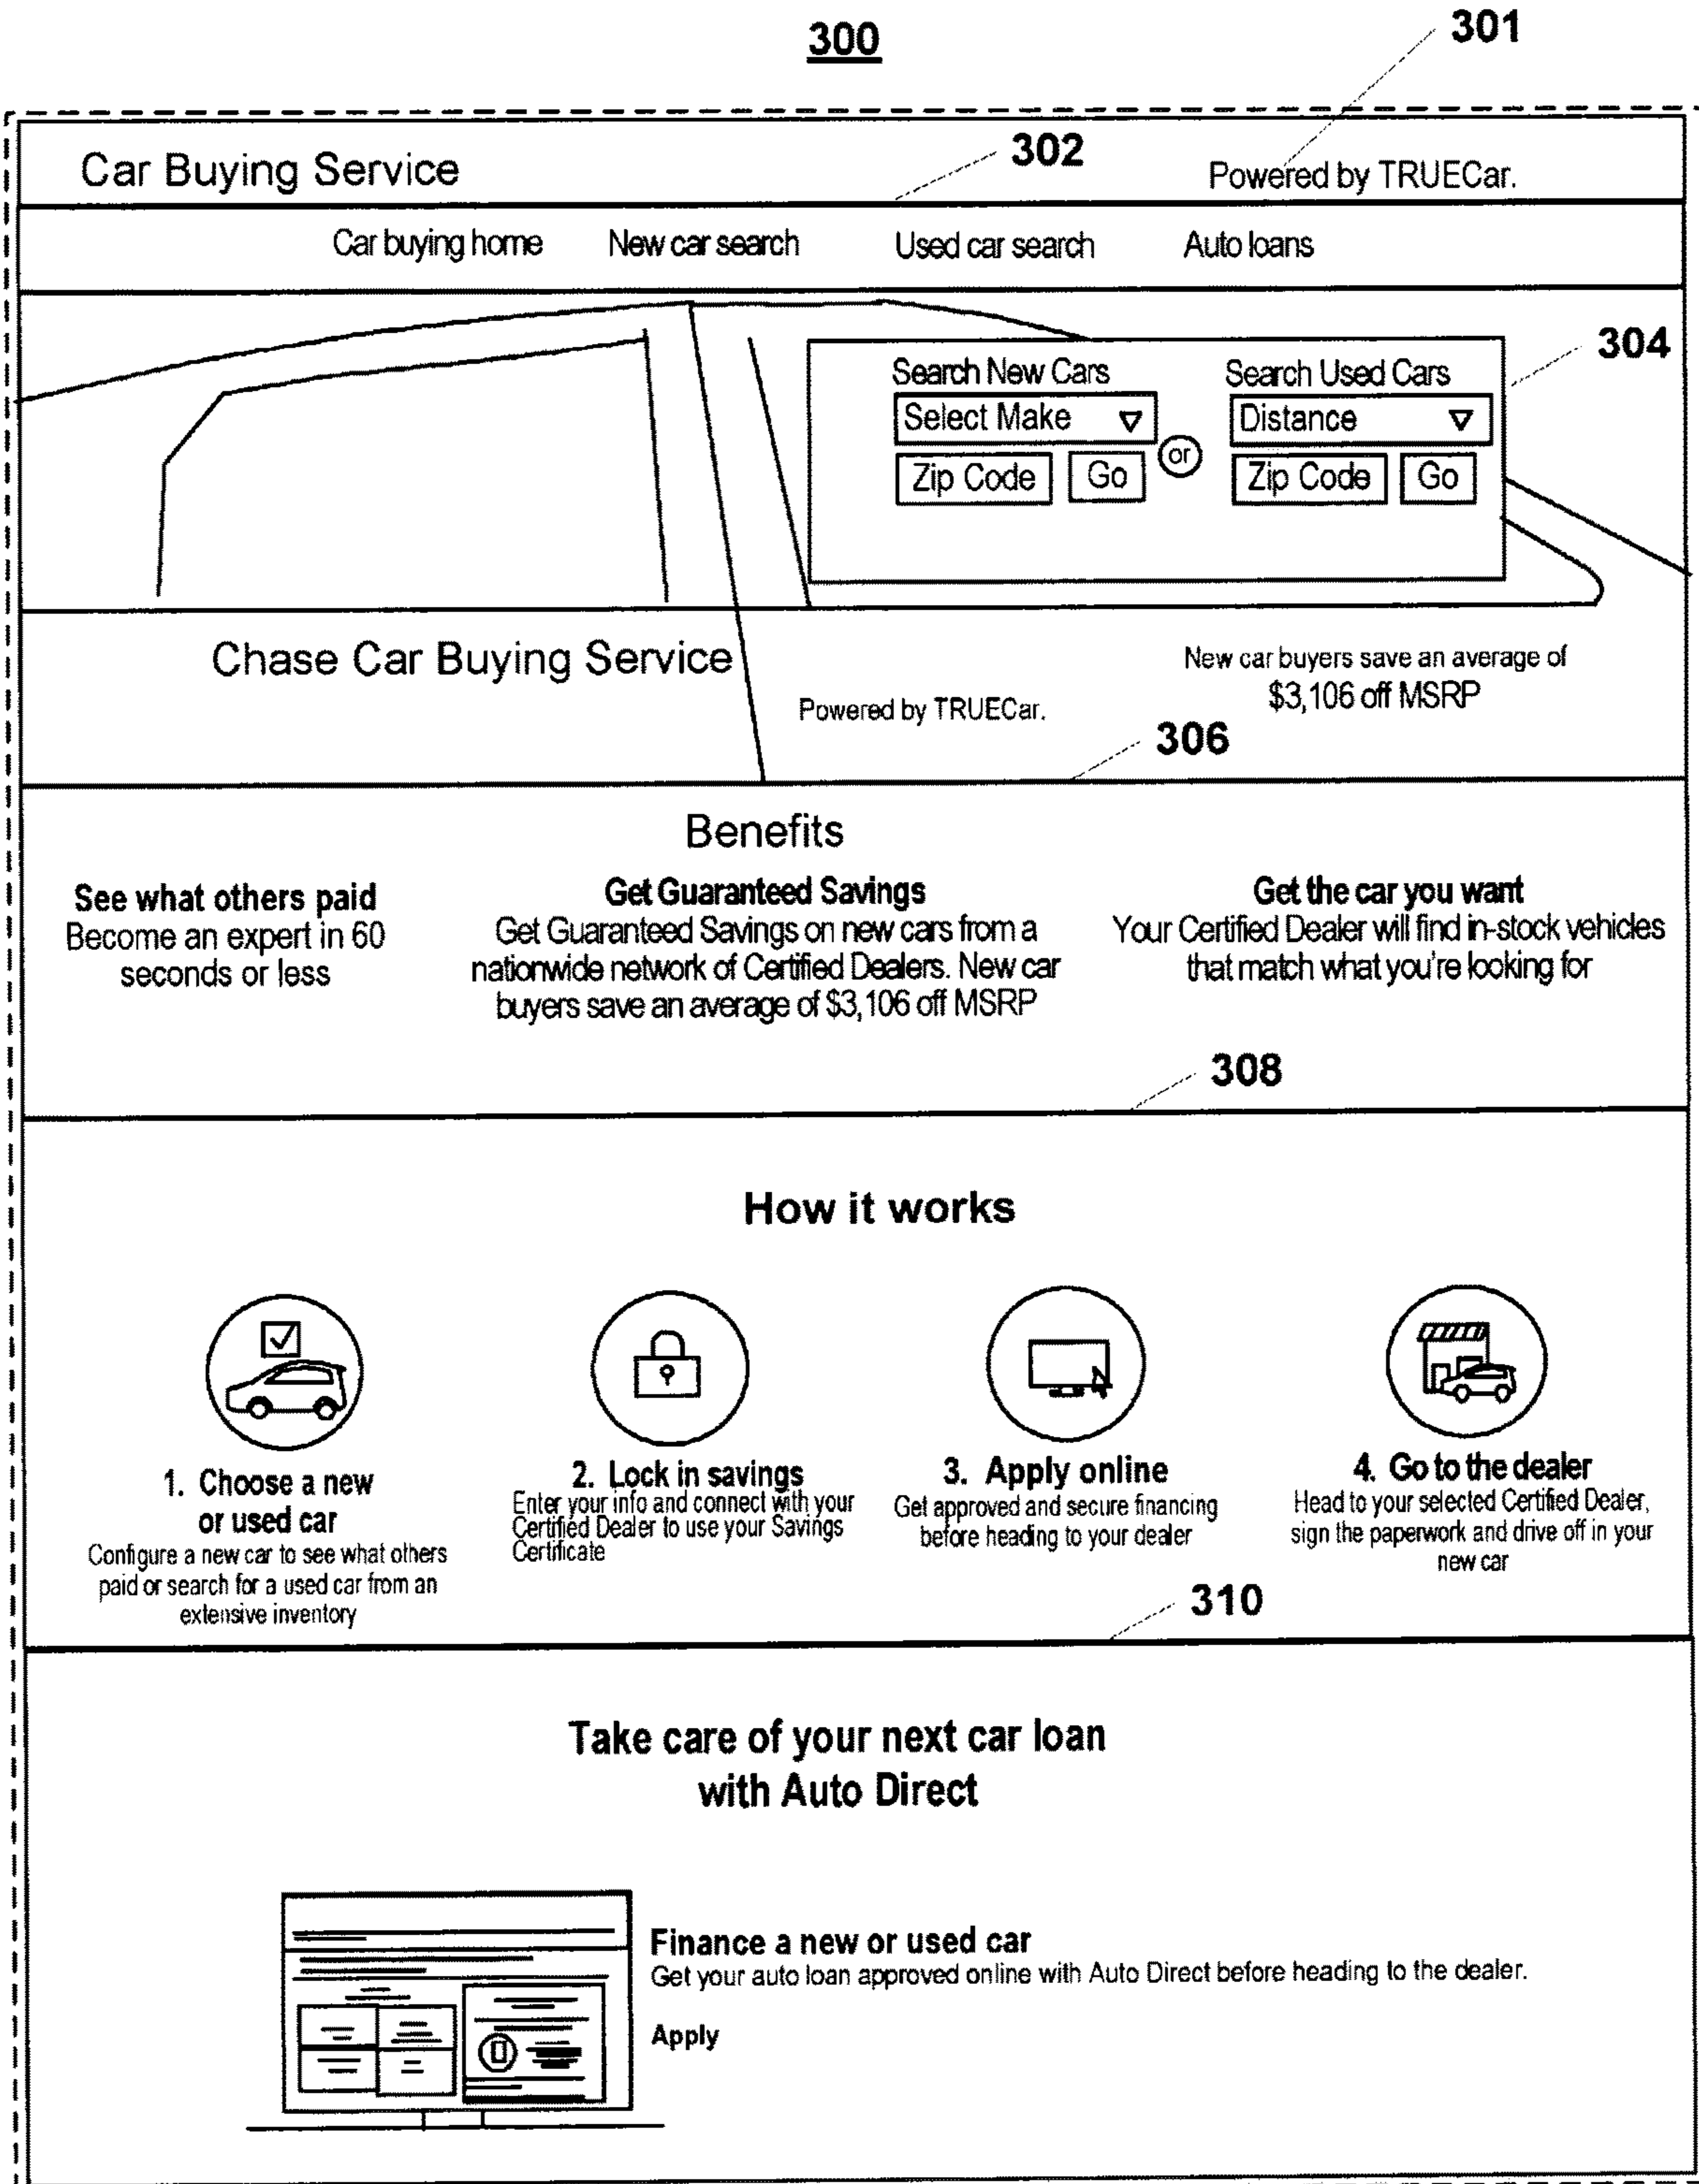 300
301
Car Buying Service
302
Powered by TRUECar.
Car buying home New car search Used car search Auto loans
304
Search New Cars
Select Make
Zip Code Go
or
Search Used Cars
Distance
Zip Code Go
Chase Car Buying Service
Powered by TRUECar.
New car buyers save an average of
$3,106 off MSRP
306
Benefits
See what others paid
Become an expert in 60
seconds or less
Get Guaranteed Savings
Get Guaranteed Savings on new cars from a
nationwide network of Certified Dealers. New car
buyers save an average of $3,106 off MSRP
Get the car you want
Your Certified Dealer will find in-stock vehicles
that match what you're looking for
308
How it works
1. Choose a new
or used car
Configure a new car to see what others
paid or search for a used car from an
extensive inventory
2. Lock in savings
Enter your info and connect with your
Certified Dealer to use your Savings
Certificate
3. Apply online
Get approved and secure financing
before heading to your dealer
4. Go to the dealer
Head to your selected Certified Dealer,
sign the paperwork and drive off in your
new car
310
Take care of your next car loan
with Auto Direct
Finance a new or used car
Get your auto loan approved online with Auto Direct before heading to the dealer.
Apply